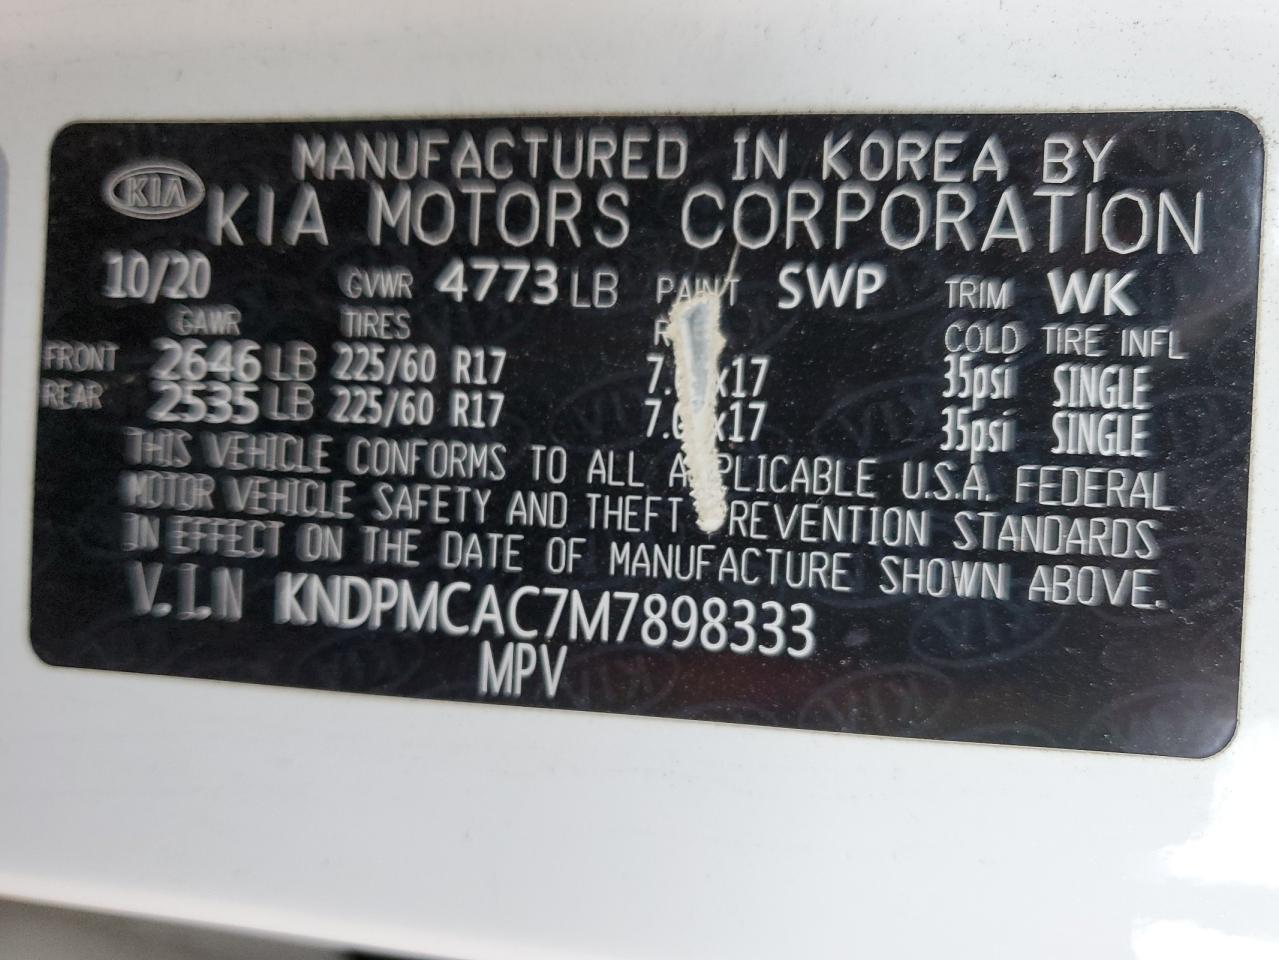 MANUFACTURED IN KOREA BY
KIA KIA MOTORS CORPORATION
10/20 GVWR 4773 LB PAINT SWP TRIM WK
GAWR TIRES COLD TIRE INFL
FRONT 2646 LB 225/60 R17 35psi SINGLE
REAR 2535 LB 225/60 R17 35psi SINGLE
THIS VEHICLE CONFORMS TO ALL APPLICABLE U.S.A. FEDERAL
MOTOR VEHICLE SAFETY AND THEFT PREVENTION STANDARDS
IN EFFECT ON THE DATE OF MANUFACTURE SHOWN ABOVE.
V.I.N KNDPMCAC7M7898333
MPV